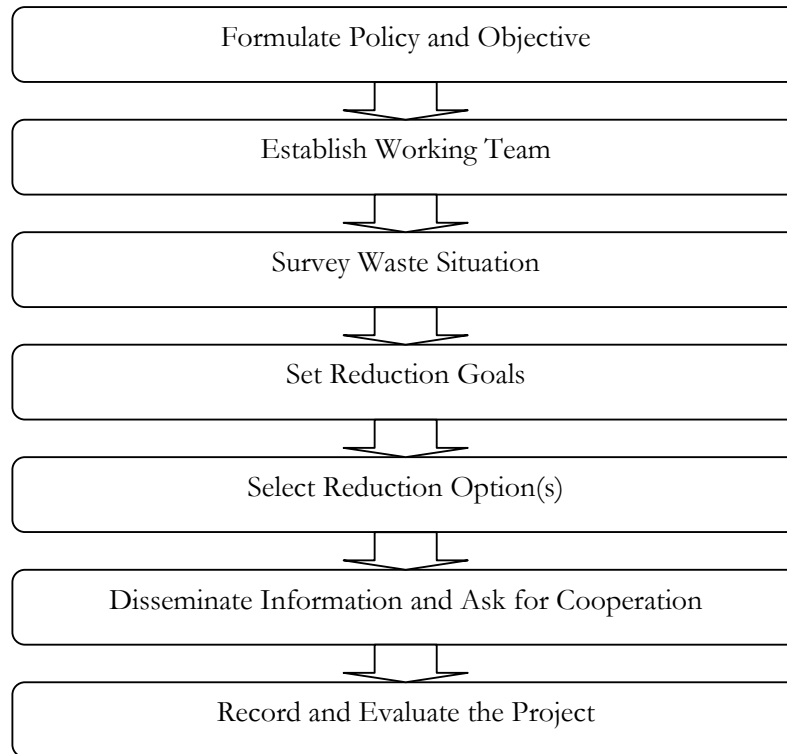 Formulate Policy and Objective
Establish Working Team
Survey Waste Situation
Set Reduction Goals
Select Reduction Option(s)
Disseminate Information and Ask for Cooperation
Record and Evaluate the Project